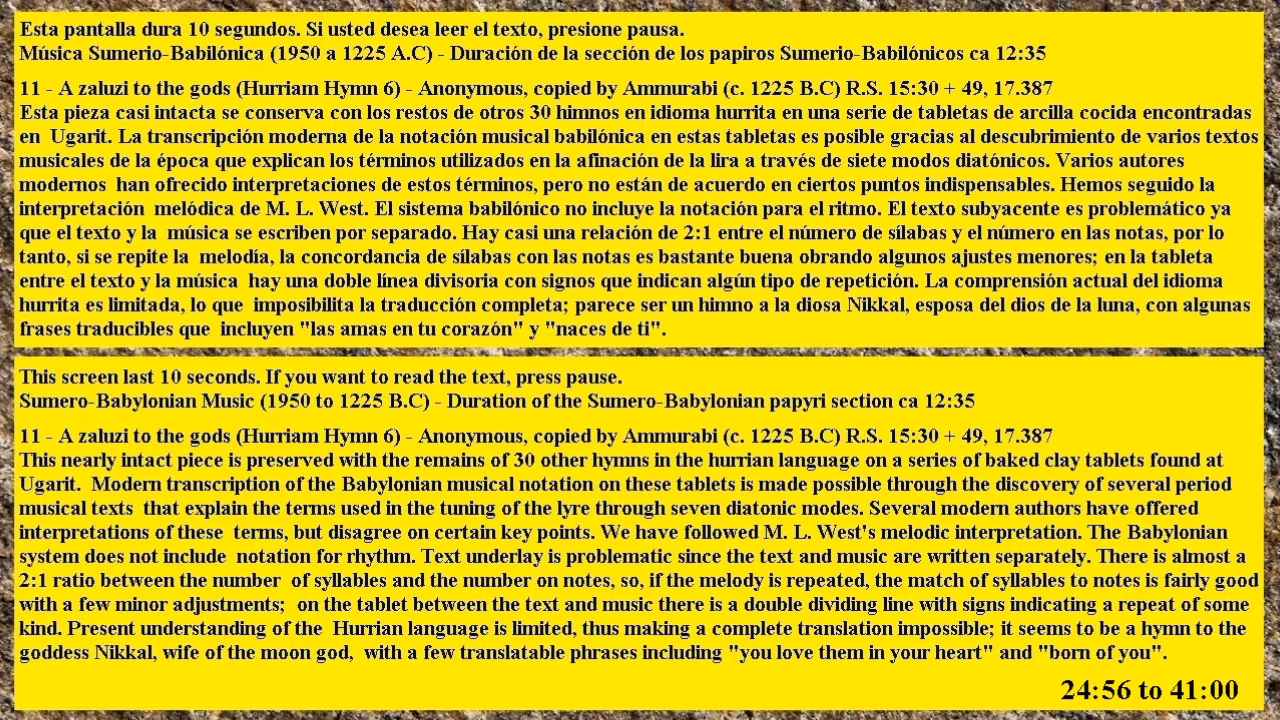 Esta pantalla dura 10 segundos. Si usted desea leer el texto, presione pausa.
Música Sumerio-Babilónica (1950 a 1225 A.C) - Duración de la sección de los papiros Sumerio-Babilónicos ca 12:35
11 - A zaluzi to the gods (Hurriam Hymn 6) - Anonymous, copied by Ammurabi (c. 1225 B.C) R.S. 15:30 + 49, 17.387
Esta pieza casi intacta se conserva con los restos de otros 30 himnos en idioma hurrita en una serie de tabletas de arcilla cocida encontradas
en Ugarit. La transcripción moderna de la notación musical babilónica en estas tabletas es posible gracias al descubrimiento de varios textos
musicales de la época que explican los términos utilizados en la afinación de la lira a través de siete modos diatónicos. Varios autores
modernos han ofrecido interpretaciones de estos términos, pero no están de acuerdo en ciertos puntos indispensables. Hemos seguido la
interpretación melódica de M. L. West. El sistema babilónico no incluye la notación para el ritmo. El texto subyacente es problemático ya
que el texto y la música se escriben por separado. Hay casi una relación de 2:1 entre el número de sílabas y el número en las notas, por lo
tanto, si se repite la melodía, la concordancia de sílabas con las notas es bastante buena obrando algunos ajustes menores; en la tableta
entre el texto y la música hay una doble línea divisoria con signos que indican algún tipo de repetición. La comprensión actual del idioma
hurrita es limitada, lo que imposibilita la traducción completa; parece ser un himno a la diosa Nikkal, esposa del dios de la luna, con algunas
frases traducibles que incluyen "las amas en tu corazón" y "naces de ti".
This screen last 10 seconds. If you want to read the text, press pause.
Sumero-Babylonian Music (1950 to 1225 B.C) - Duration of the Sumero-Babylonian papyri section ca 12:35
11 - A zaluzi to the gods (Hurriam Hymn 6) - Anonymous, copied by Ammurabi (c. 1225 B.C) R.S. 15:30 + 49, 17.387
This nearly intact piece is preserved with the remains of 30 other hymns in the hurrian language on a series of baked clay tablets found at
Ugarit. Modern transcription of the Babylonian musical notation on these tablets is made possible through the discovery of several period
musical texts that explain the terms used in the tuning of the lyre through seven diatonic modes. Several modern authors have offered
interpretations of these terms, but disagree on certain key points. We have followed M. L. West's melodic interpretation. The Babylonian
system does not include notation for rhythm. Text underlay is problematic since the text and music are written separately. There is almost a
2:1 ratio between the number of syllables and the number on notes, so, if the melody is repeated, the match of syllables to notes is fairly good
with a few minor adjustments; on the tablet between the text and music there is a double dividing line with signs indicating a repeat of some
kind. Present understanding of the Hurrian language is limited, thus making a complete translation impossible; it seems to be a hymn to the
goddess Nikkal, wife of the moon god, with a few translatable phrases including "you love them in your heart" and "born of you".
24:56 to 41:00